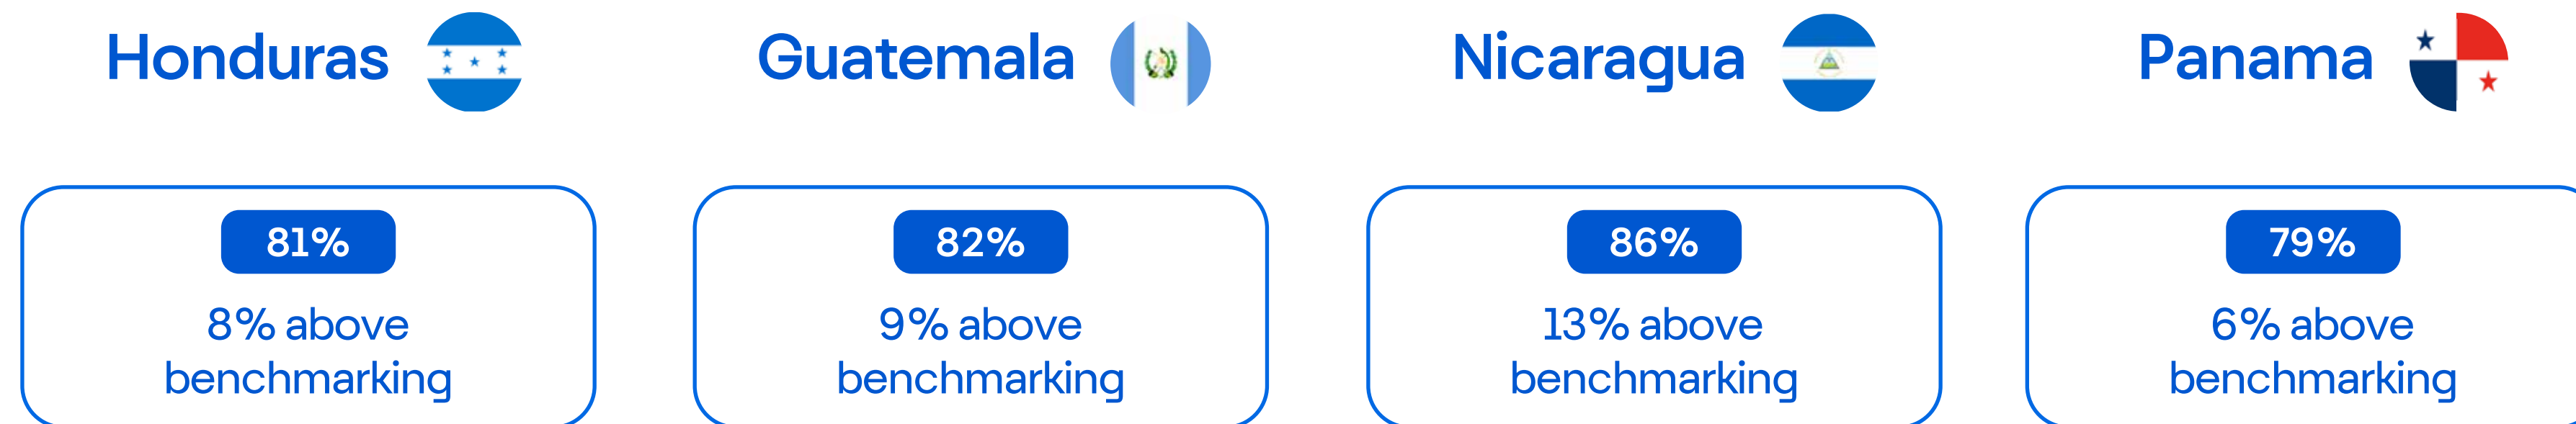 Honduras
81%
8% above
benchmarking
Guatemala
82%
9% above
benchmarking
Nicaragua
86%
13% above
benchmarking
Panama
79%
6% above
benchmarking